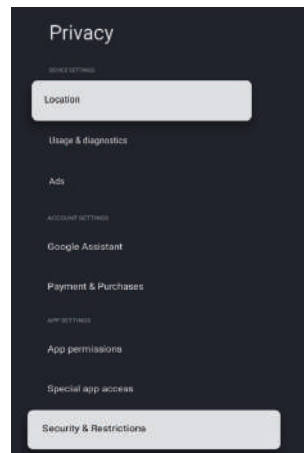 Privacy
DEVICE SETTINGS
Location
Usage & diagnostics
Ads
ACCOUNT SETTINGS
Google Assistant
Payment & Purchases
APP SETTINGS
App permissions
Special app access
Security & Restrictions